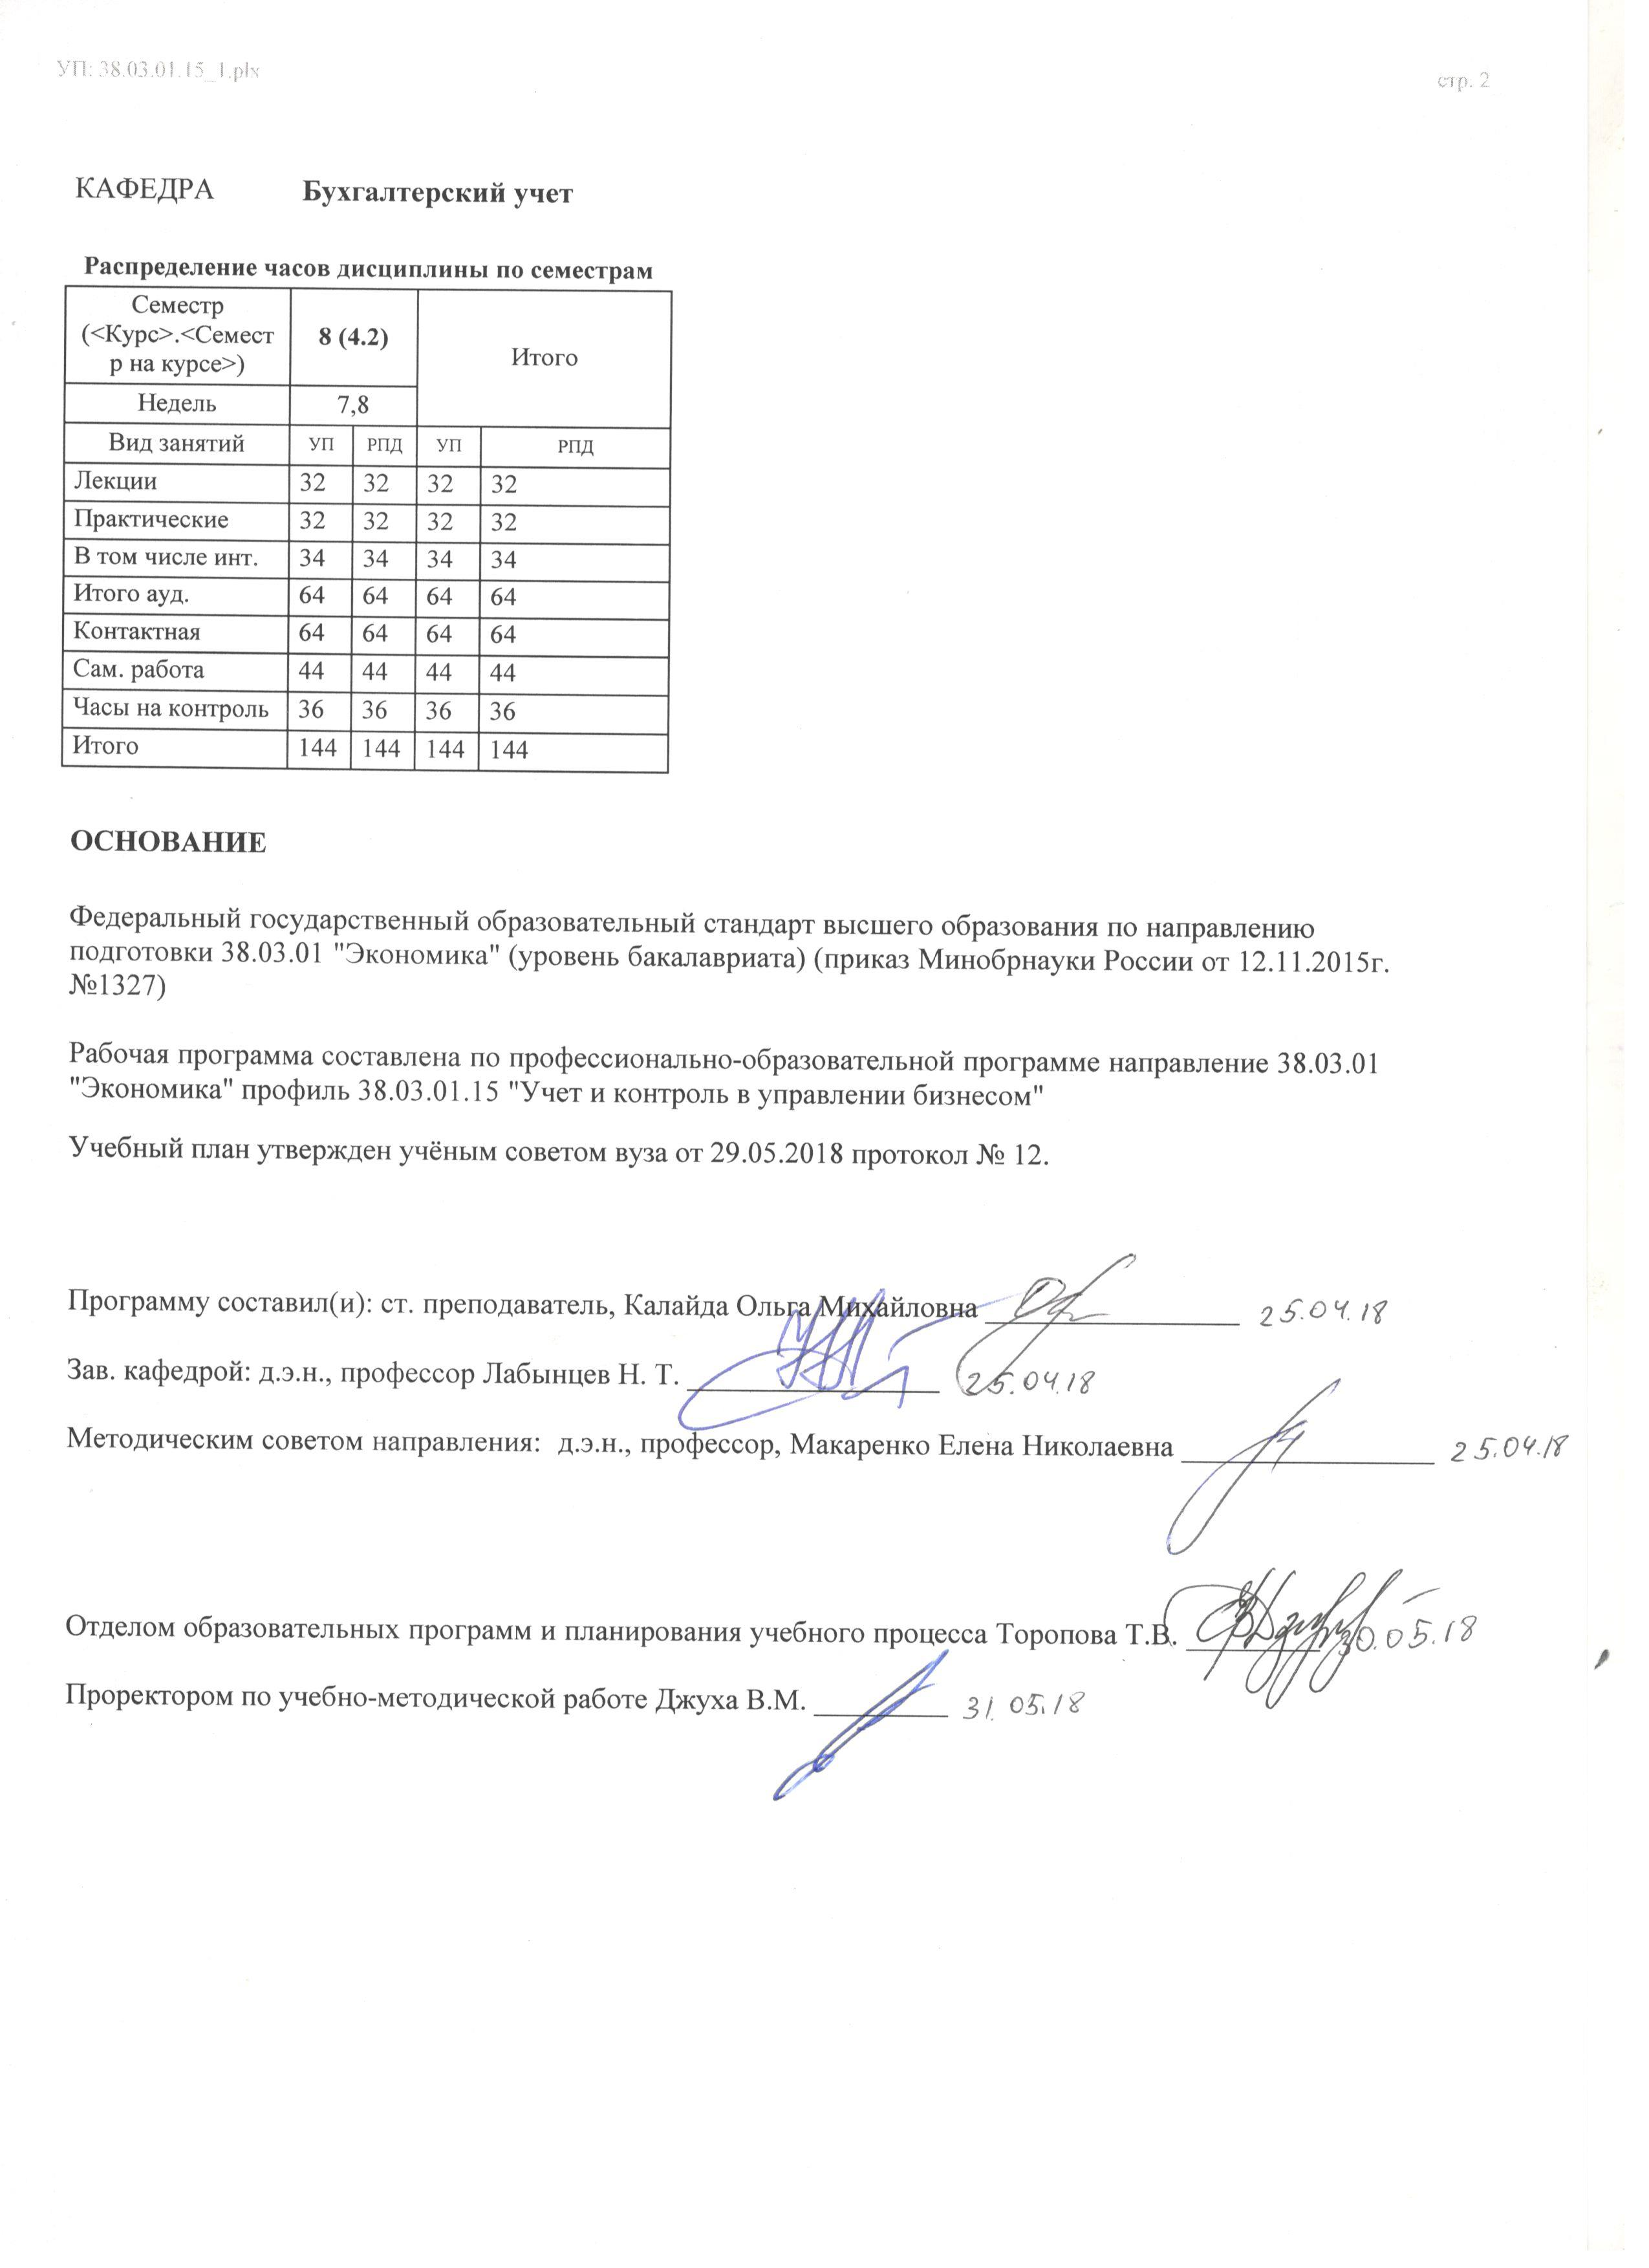 УП: 38.03.01.15_1.plx
стр. 2
КАФЕДРА Бухгалтерский учет
Распределение часов дисциплины по семестрам
Семестр
(<Курс>.<Семест
р на курсе>)
8 (4.2)
Итого
Недель 7,8
Вид занятий УП РПД УП РПД
Лекции 32 32 32 32
Практические 32 32 32 32
В том числе инт. 34 34 34 34
Итого ауд. 64 64 64 64
Контактная 64 64 64 64
Сам. работа 44 44 44 44
Часы на контроль 36 36 36 36
Итого 144 144 144 144
ОСНОВАНИЕ
Федеральный государственный образовательный стандарт высшего образования по направлению
подготовки 38.03.01 "Экономика" (уровень бакалавриата) (приказ Минобрнауки России от 12.11.2015г.
№1327)
Рабочая программа составлена по профессионально-образовательной программе направление 38.03.01
"Экономика" профиль 38.03.01.15 "Учет и контроль в управлении бизнесом"
Учебный план утвержден учёным советом вуза от 29.05.2018 протокол № 12.
Программу составил(и): ст. преподаватель, Калайда Ольга Михайловна 25.04.18
Зав. кафедрой: д.э.н., профессор Лабынцев Н. Т. 25.04.18
Методическим советом направления: д.э.н., профессор, Макаренко Елена Николаевна 25.04.18
Отделом образовательных программ и планирования учебного процесса Торопова Т.В. 30.05.18
Проректором по учебно-методической работе Джуха В.М. 31.05.18